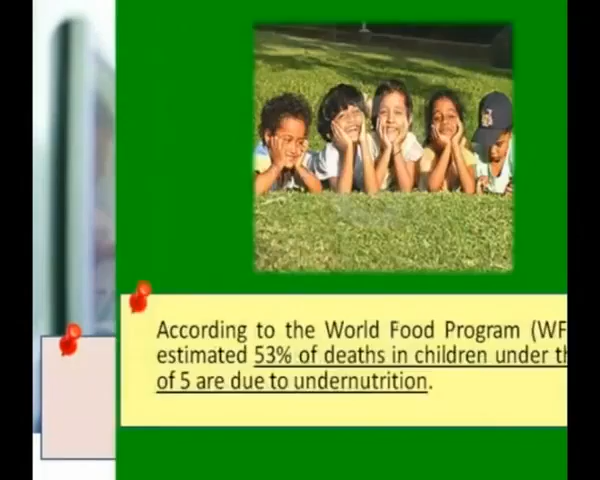 According to the World Food Program (WF
estimated 53% of deaths in children under th
of 5 are due to undernutrition.